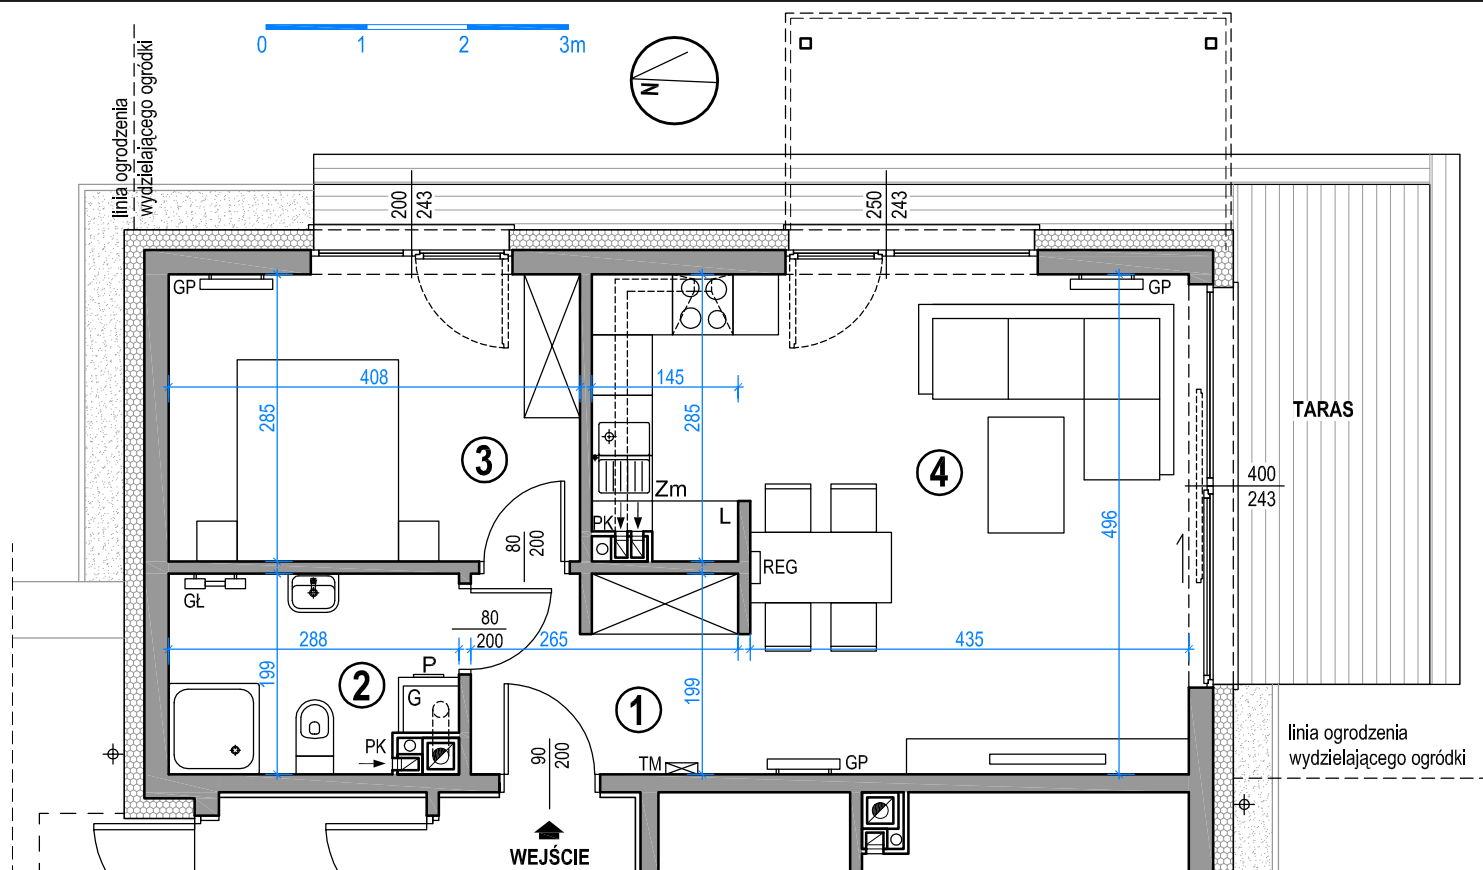 0 1 2 3m
N
linia ogrodzenia
wydzielającego ogródki
200
243
250
243
GP
GP
408
145
285
285
TARAS
3
4
400
243
Zm
PK
L
80
200
496
REG
GŁ
80
200
288
265
435
199
P
2
G
1
199
PK
90
200
TM
GP
linia ogrodzenia
wydzielającego ogródki
WEJŚCIE